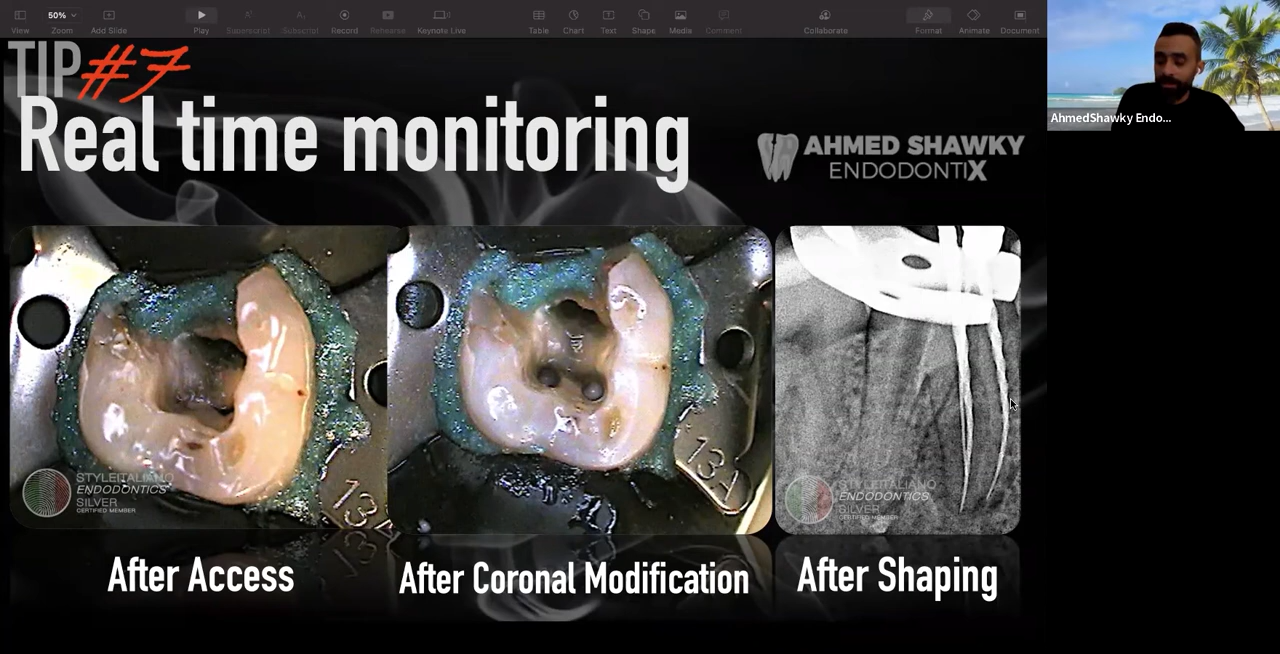 50%
View
Zoom
Add Slide
Play
Superscript
Subscript
Record
Rehearse
Keynote Live
Table
Chart
Text
Shape
Media
Comment
Collaborate
Format
Animate
Document
TIP#7
Real time monitoring
AHMED SHAWKY
ENDODONTIX
AhmedShawky Endo...
13A
13A
STYLEITALIANO
ENDODONTICS
SILVER
CERTIFIED MEMBER
STYLEITALIANO
ENDODONTICS
SILVER
CERTIFIED MEMBER
After Access
After Coronal Modification
After Shaping